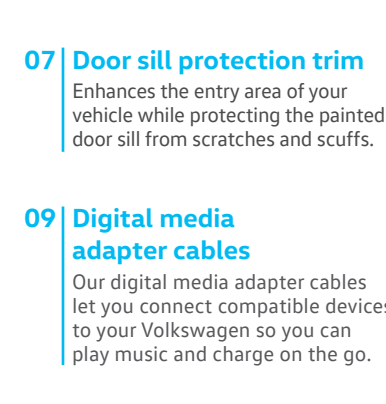 07 Door sill protection trim
Enhances the entry area of your
vehicle while protecting the painted
door sill from scratches and scuffs.
09 Digital media
adapter cables
Our digital media adapter cables
let you connect compatible devices
to your Volkswagen so you can
play music and charge on the go.